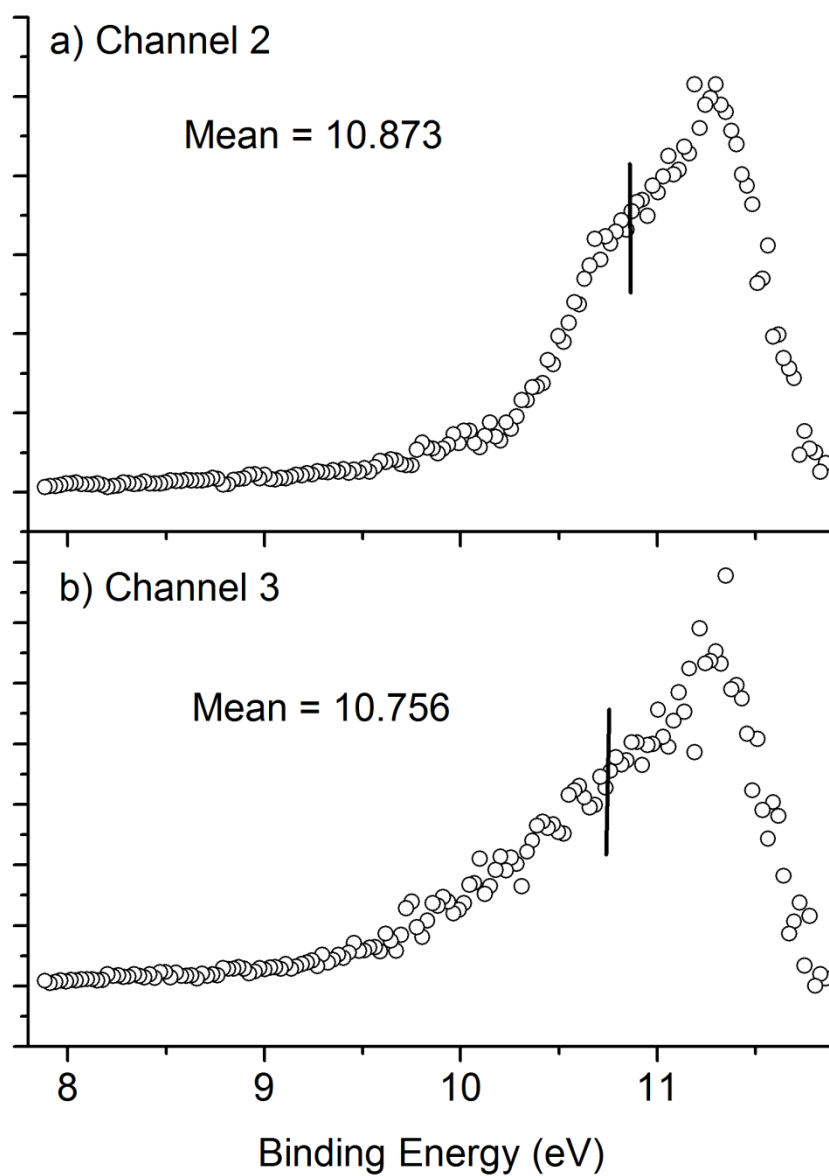 a) Channel 2
Mean = 10.873
b) Channel 3
Mean = 10.756
8 9 10 11
Binding Energy (eV)